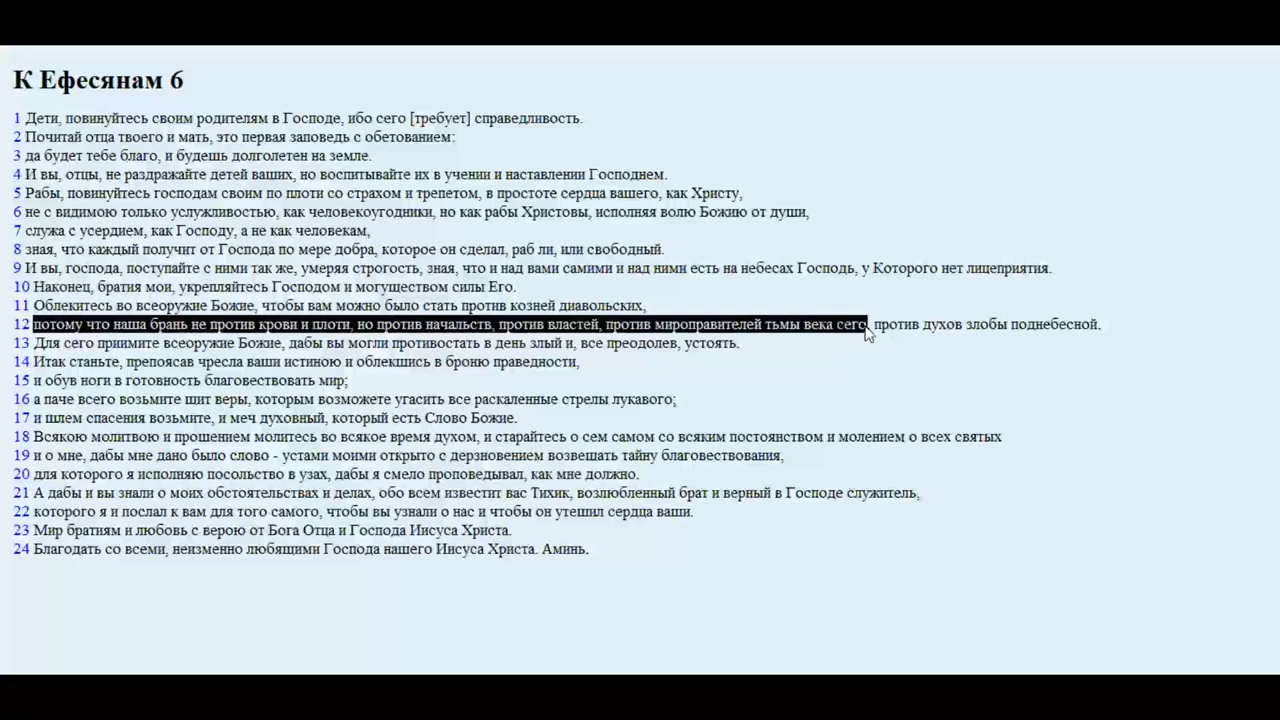 К Ефесянам 6
1 Дети, повинуйтесь своим родителям в Господе, ибо сего [требует] справедливость.
2 Почитай отца твоего и мать, это первая заповедь с обетованием:
3 да будет тебе благо, и будешь долголетен на земле.
4 И вы, отцы, не раздражайте детей ваших, но воспитывайте их в учении и наставлении Господнем.
5 Рабы, повинуйтесь господам своим по плоти со страхом и трепетом, в простоте сердца вашего, как Христу,
6 не с видимою только услужливостью, как человекоугодники, но как рабы Христовы, исполняя волю Божию от души,
7 служа с усердием, как Господу, а не как человекам,
8 зная, что каждый получит от Господа по мере добра, которое он сделал, раб ли, или свободный.
9 И вы, господа, поступайте с ними так же, умеряя строгость, зная, что и над вами самими и над ними есть на небесах Господь, у Которого нет лицеприятия.
10 Наконец, братия мои, укрепляйтесь Господом и могуществом силы Его.
11 Облекитесь во всеоружие Божие, чтобы вам можно было стать против козней диавольских,
12 потому что наша брань не против крови и плоти, но против начальств, против властей, против мироправителей тьмы века сего, против духов злобы поднебесной.
13 Для сего приимите всеоружие Божие, дабы вы могли противостать в день злый и, все преодолев, устоять.
14 Итак станьте, препоясав чресла ваши истиною и облекшись в броню праведности,
15 и обув ноги в готовность благовествовать мир;
16 а паче всего возьмите щит веры, которым возможете угасить все раскаленные стрелы лукавого;
17 и шлем спасения возьмите, и меч духовный, который есть Слово Божие.
18 Всякою молитвою и прошением молитесь во всякое время духом, и старайтесь о сем самом со всяким постоянством и молением о всех святых
19 и о мне, дабы мне дано было слово - устами моими открыто с дерзновением возвещать тайну благовествования,
20 для которого я исполняю посольство в узах, дабы я смело проповедывал, как мне должно.
21 А дабы и вы знали о моих обстоятельствах и делах, обо всем известит вас Тихик, возлюбленный брат и верный в Господе служитель,
22 которого я и послал к вам для того самого, чтобы вы узнали о нас и чтобы он утешил сердца ваши.
23 Мир братиям и любовь с верою от Бога Отца и Господа Иисуса Христа.
24 Благодать со всеми, неизменно любящими Господа нашего Иисуса Христа. Аминь.